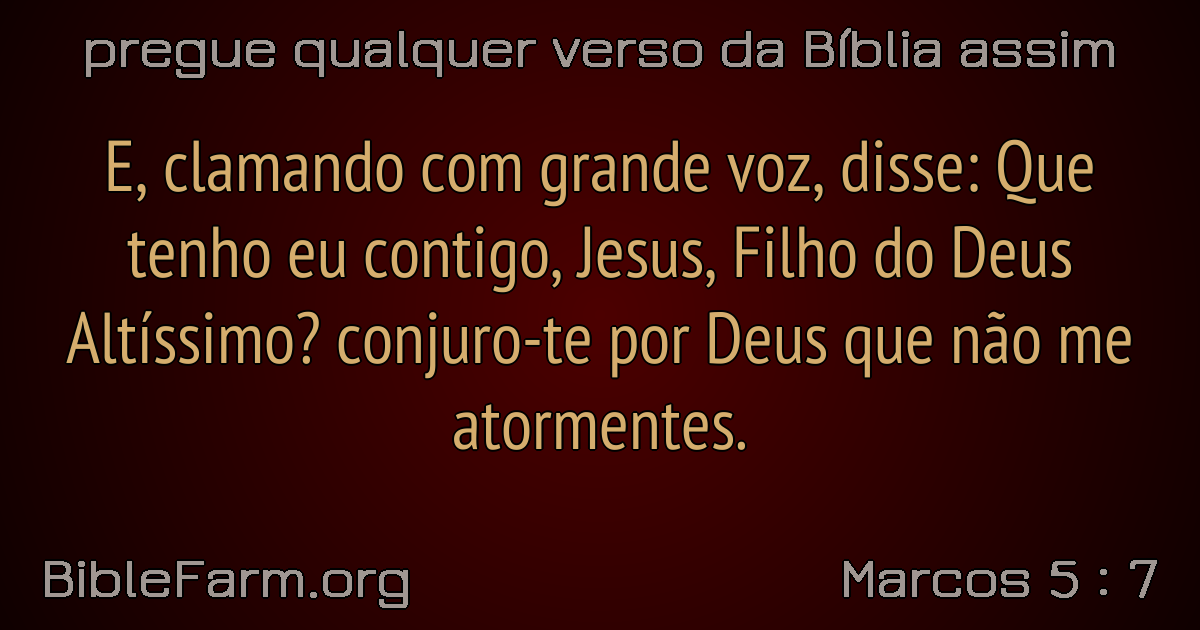 pregue qualquer verso da Bíblia assim
E, clamando com grande voz, disse: Que
tenho eu contigo, Jesus, Filho do Deus
Altíssimo? conjuro-te por Deus que não me
atormentes.
BibleFarm.org
Marcos 5 : 7